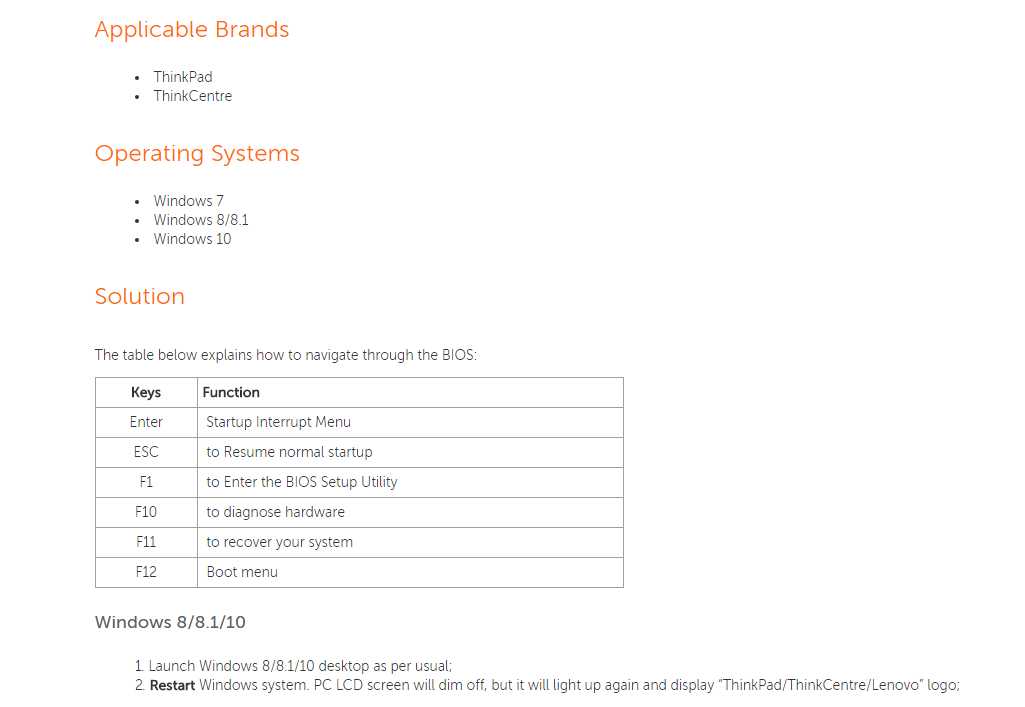 Applicable Brands
• ThinkPad
• ThinkCentre
Operating Systems
• Windows 7
• Windows 8/8.1
• Windows 10
Solution
The table below explains how to navigate through the BIOS:
Keys Function
Enter Startup Interrupt Menu
ESC to Resume normal startup
F1 to Enter the BIOS Setup Utility
F10 to diagnose hardware
F11 to recover your system
F12 Boot menu
Windows 8/8.1/10
1. Launch Windows 8/8.1/10 desktop as per usual;
2. Restart Windows system. PC LCD screen will dim off, but it will light up again and display “ThinkPad/ThinkCentre/Lenovo” logo;